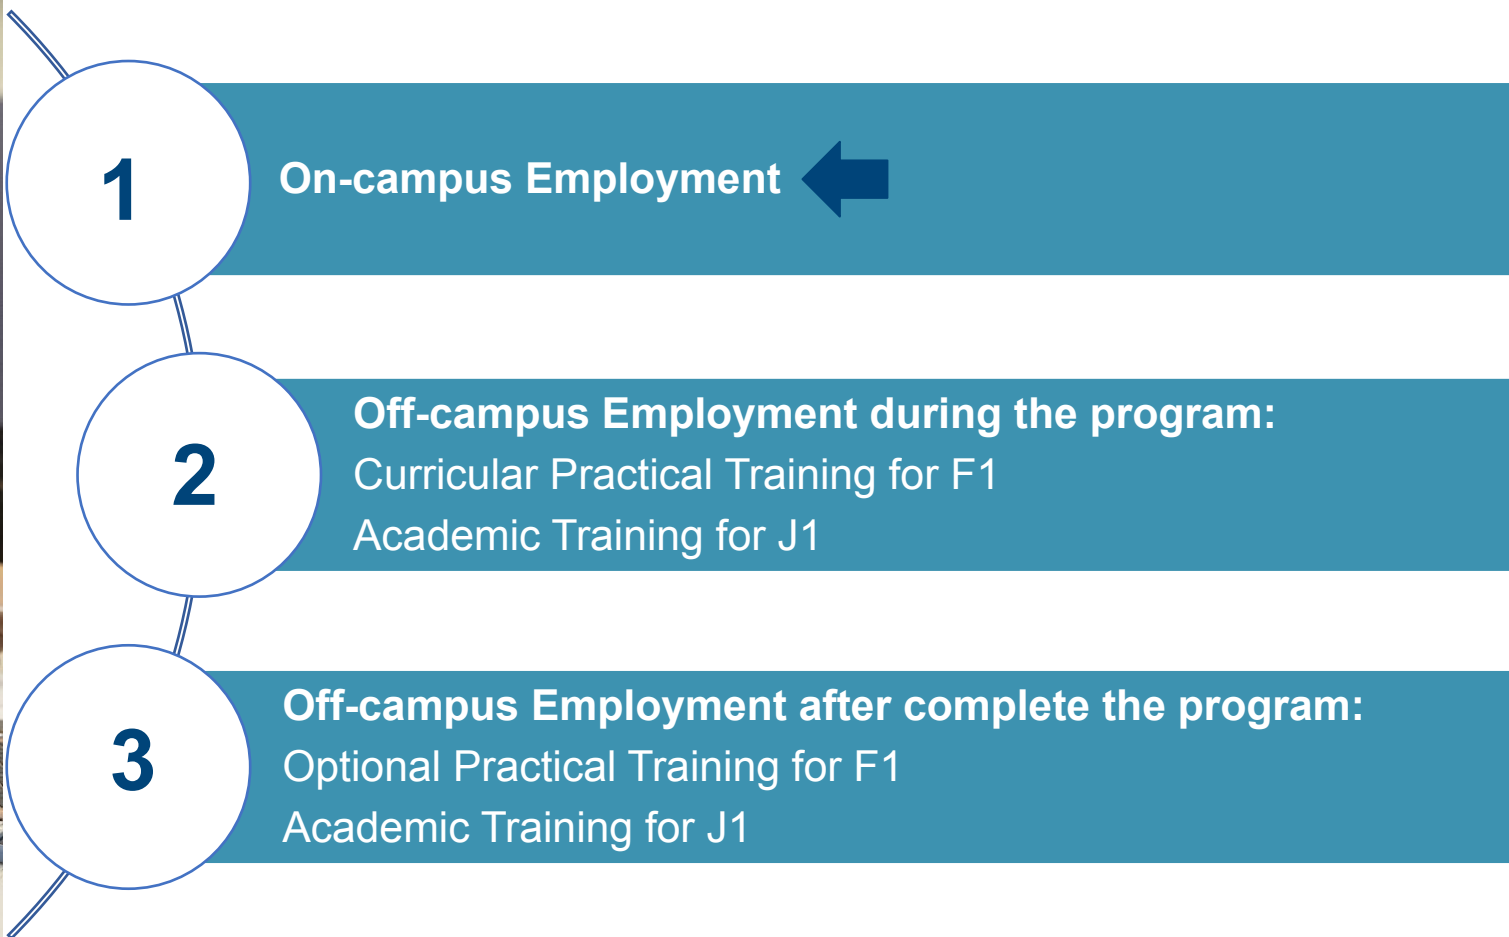 1
On-campus Employment
2
Off-campus Employment during the program:
Curricular Practical Training for F1
Academic Training for J1
3
Off-campus Employment after complete the program:
Optional Practical Training for F1
Academic Training for J1